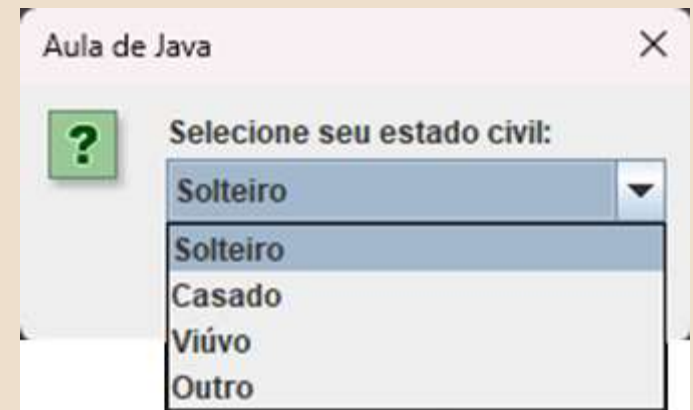 Aula de Java
?
Selecione seu estado civil:
Solteiro
Solteiro
Casado
Viúvo
Outro